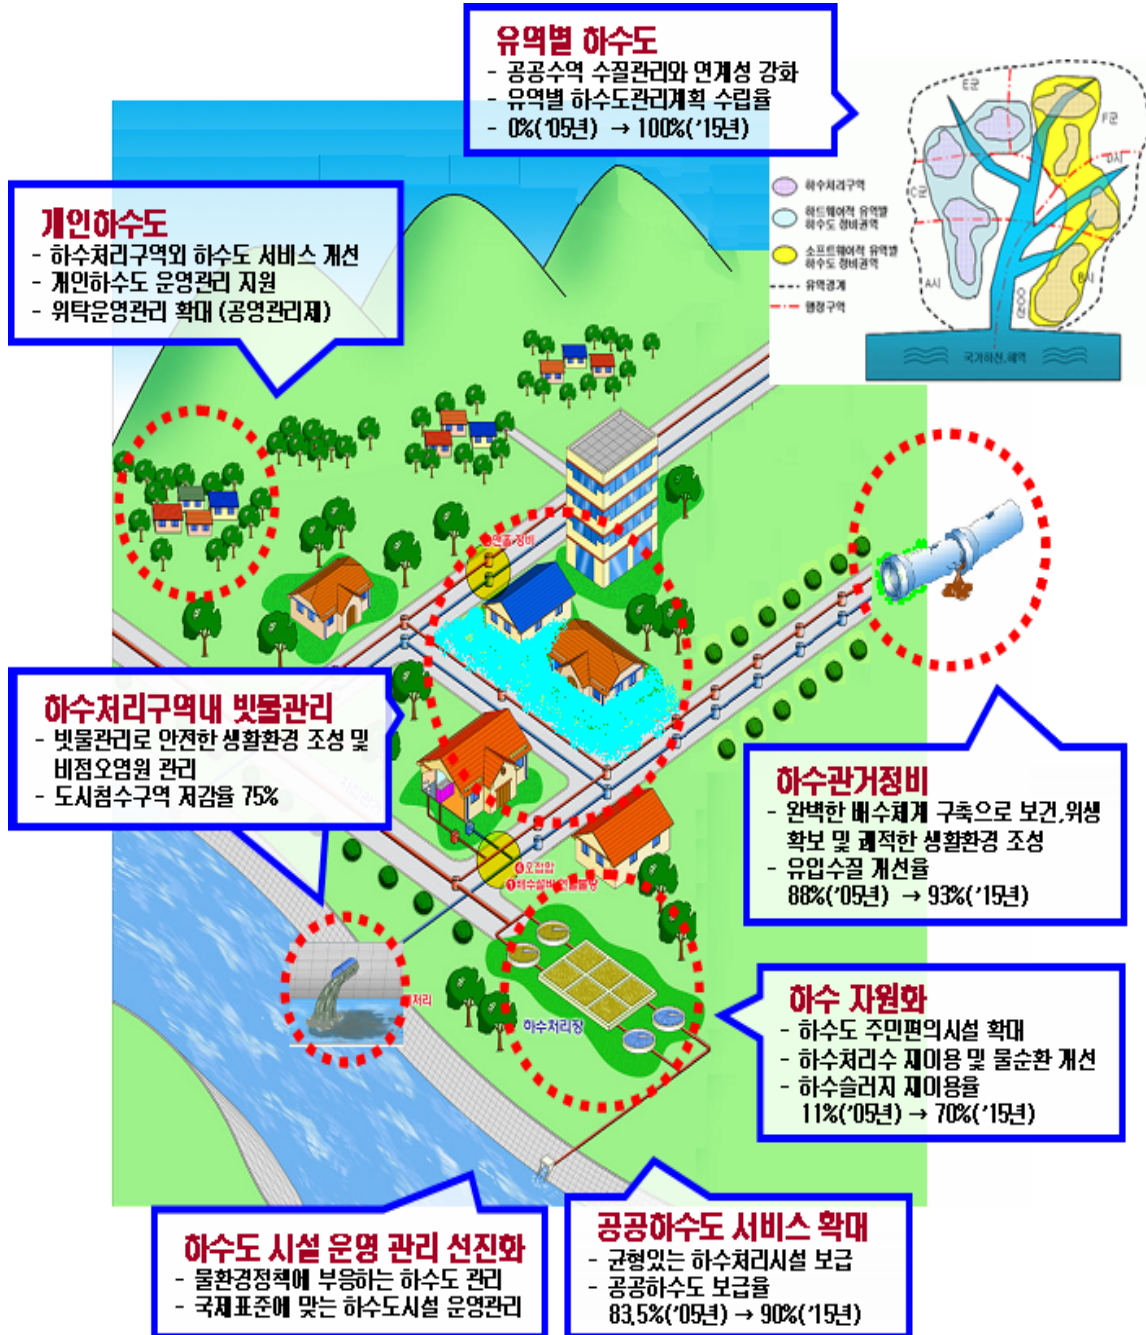 유역별 하수도
- 공공수역 수질관리와 연계성 강화
- 유역별 하수도관리계획 수립율
- 0%('05년) → 100%('15년)
E군
F군
D시
C군
A시
B시
하수처리구역
하드웨어적 유역별
하수도 정비권역
소프트웨어적 유역별
하수도 정비권역
유역경계
행정구역
국가하천,해역
개인하수도
- 하수처리구역외 하수도 서비스 개선
- 개인하수도 운영관리 지원
- 위탁운영관리 확대 (공영관리제)
하수처리구역내 빗물관리
- 빗물관리로 안전한 생활환경 조성 및
비점오염원 관리
- 도시침수구역 저감율 75%
하수관거정비
- 완벽한 배수체계 구축으로 보건,위생
확보 및 쾌적한 생활환경 조성
- 유입수질 개선율
88%('05년) → 93%('15년)
❹오접합
처리
하수처리장
하수 자원화
- 하수도 주민편의시설 확대
- 하수처리수 재이용 및 물순환 개선
- 하수슬러지 재이용율
11%('05년) → 70%('15년)
하수도 시설 운영 관리 선진화
- 물환경정책에 부응하는 하수도 관리
- 국제표준에 맞는 하수도시설 운영관리
공공하수도 서비스 확대
- 균형있는 하수처리시설 보급
- 공공하수도 보급율
83.5%('05년) → 90%('15년)